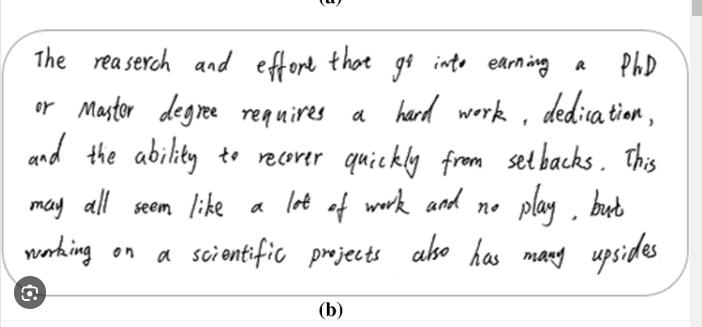 The reaserch and effort that go into earning a PhD
or Master degree requires a hard work, dedication,
and the ability to recover quickly from setbacks. This
may all seem like a lot of work and no play, but
working on a scientific projects also has many upsides
(b)